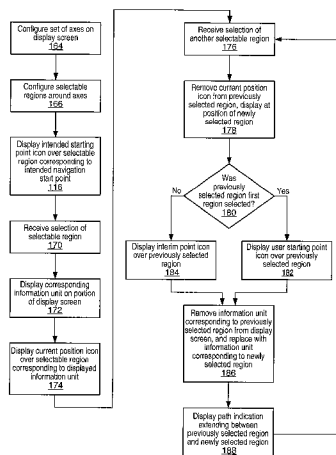 Configure set of axes on
display screen
164
Configure selectable
regions around axes
166
Display intended starting
point icon over selectable
region corresponding to
intended navigation
start point
116
Receive selection of
selectable region
170
Display corresponding
information unit on portion
of display screen
172
Display current position icon
over selectable region
corresponding to displayed
information unit
174
Receive selection of
another selectable region
176
Remove current position
icon from previously
selected region, display at
position of newly
selected region
178
Was
previously
selected region first
region selected?
180
No
Yes
Display interim point icon
over previously selected
region
184
Display user starting point
icon over previously
selected region
182
Remove information unit
corresponding to previously
selected region from display
screen, and replace with
information unit
corresponding to newly
selected region
186
Display path indication
extending between
previously selected region
and newly selected region
188